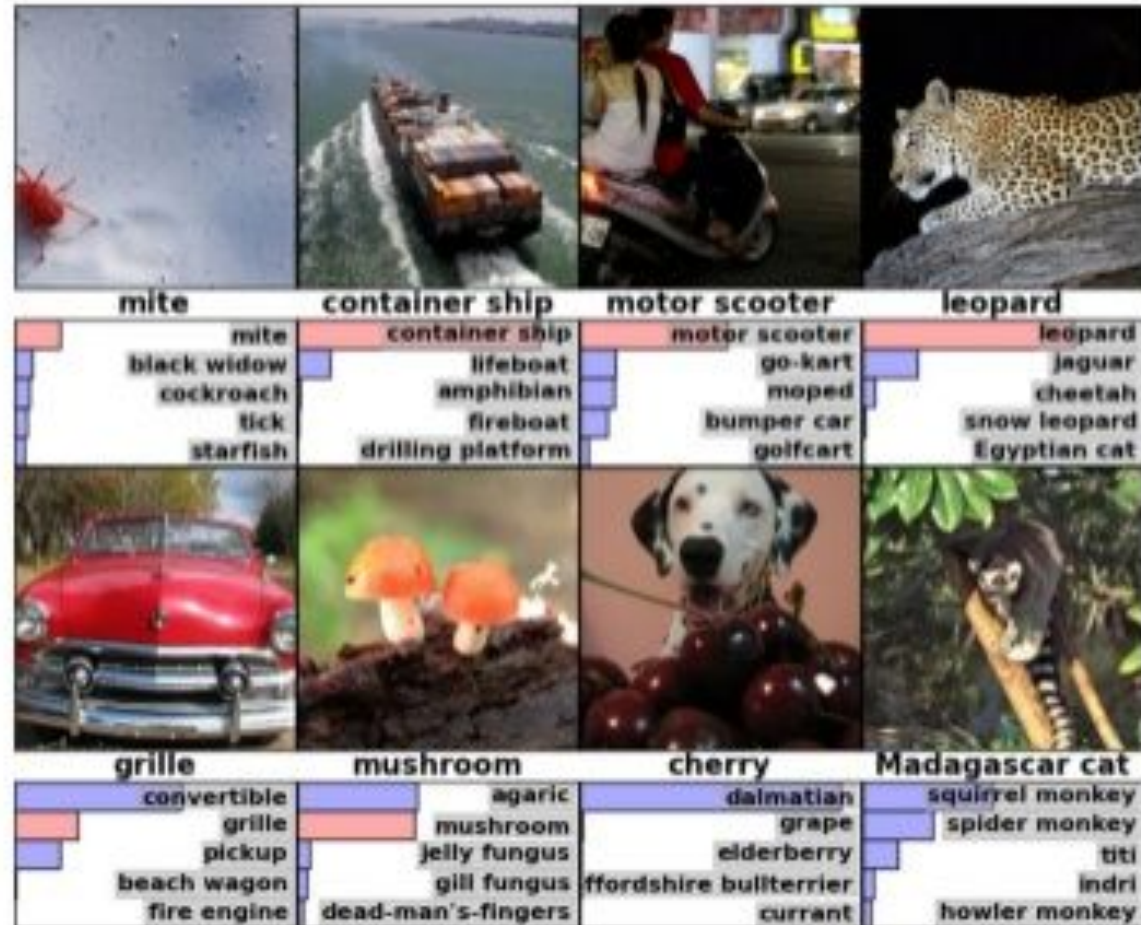 mite
container ship
motor scooter
leopard
mite
black widow
cockroach
tick
starfish
container ship
lifeboat
amphibian
fireboat
drilling platform
motor scooter
go-kart
moped
bumper car
golfcart
leopard
jaguar
cheetah
snow leopard
Egyptian cat
grille
mushroom
cherry
Madagascar cat
convertible
grille
pickup
beach wagon
fire engine
agaric
mushroom
jelly fungus
gill fungus
dead-man's-fingers
dalmatian
grape
elderberry
ffordshire bullterrier
currant
squirrel monkey
spider monkey
titi
indri
howler monkey